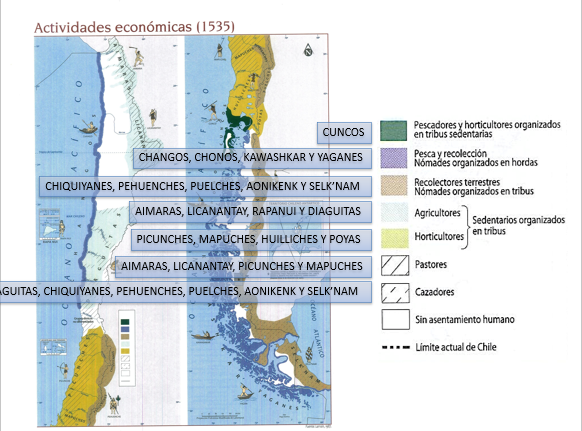 Actividades económicas (1535)
CUNCOS
CHANGOS, CHONOS, KAWASHKAR Y YAGANES
CHIQUIYANES, PEHUENCHES, PUELCHES, AONIKENK Y SELK'NAM
AIMARAS, LICANANTAY, RAPANUI Y DIAGUITAS
PICUNCHES, MAPUCHES, HUILLICHES Y POYAS
AIMARAS, LICANANTAY, PICUNCHES Y MAPUCHES
AGUITAS, CHIQUIYANES, PEHUENCHES, PUELCHES, AONIKENK Y SELK'NAM
Pescadores y horticultores organizados
en tribus sedentarias
Pesca y recolección
Nómades organizados en hordas
Recolectores terrestres
Nómades organizados en tribus
Agricultores
Horticultores
Sedentarios organizados
en tribus
Pastores
Cazadores
Sin asentamiento humano
Límite actual de Chile